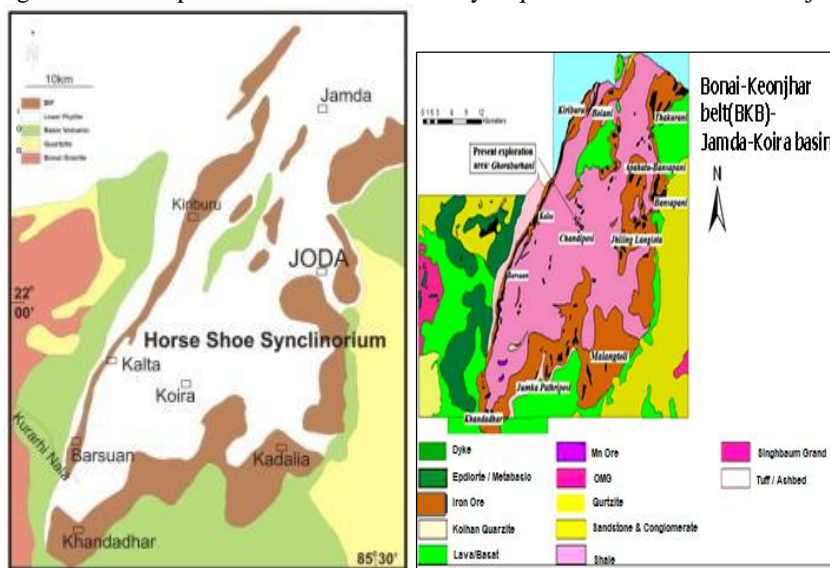 10km
Jamda
BIF
Lower Phyllite
Basic Volcanic
Quartzite
Bonai Granite
Kiriburu
JODA
22°
00'
Horse Shoe Synclinorium
Kalta
Koira
Kurarhi Nala
Barsuan
Kadalia
Khandadhar
85°30'
Bonai-Keonjhar
belt(BKB)-
Jamda-Koira basin
N
Kiriburu
Bolani
Thakurani
Present exploration
area: Ghoraburhani
Bansapani
Kalta
Chandiposi
Jhiling Langlota
Barsuan
Malangtoli
Jumka Pathriposi
Khandadhar
Dyke
Epdiorte / Metabasic
Iron Ore
Kolhan Quarzite
Lava/Basat
Mn Ore
OMG
Qurtzite
Sandstone & Conglomerate
Shale
Singhbaum Grand
Tuff / Ashbed